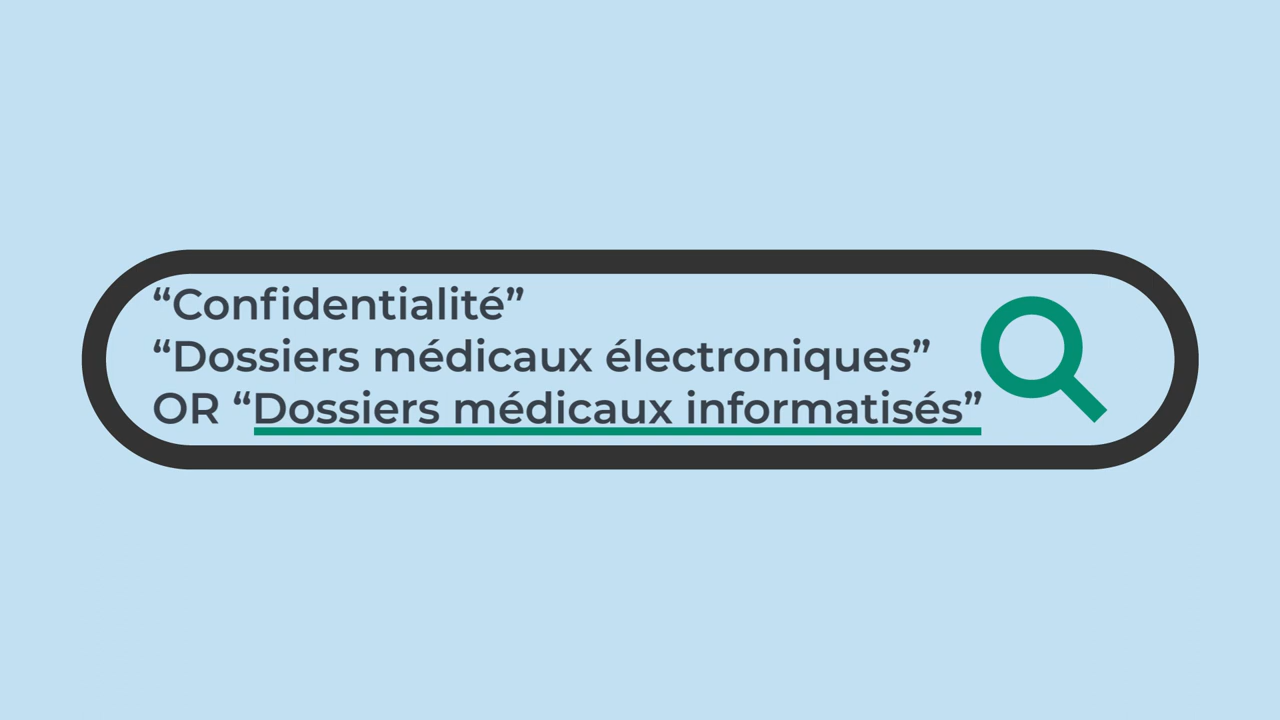 “Confidentialité”
“Dossiers médicaux électroniques”
OR “Dossiers médicaux informatisés”